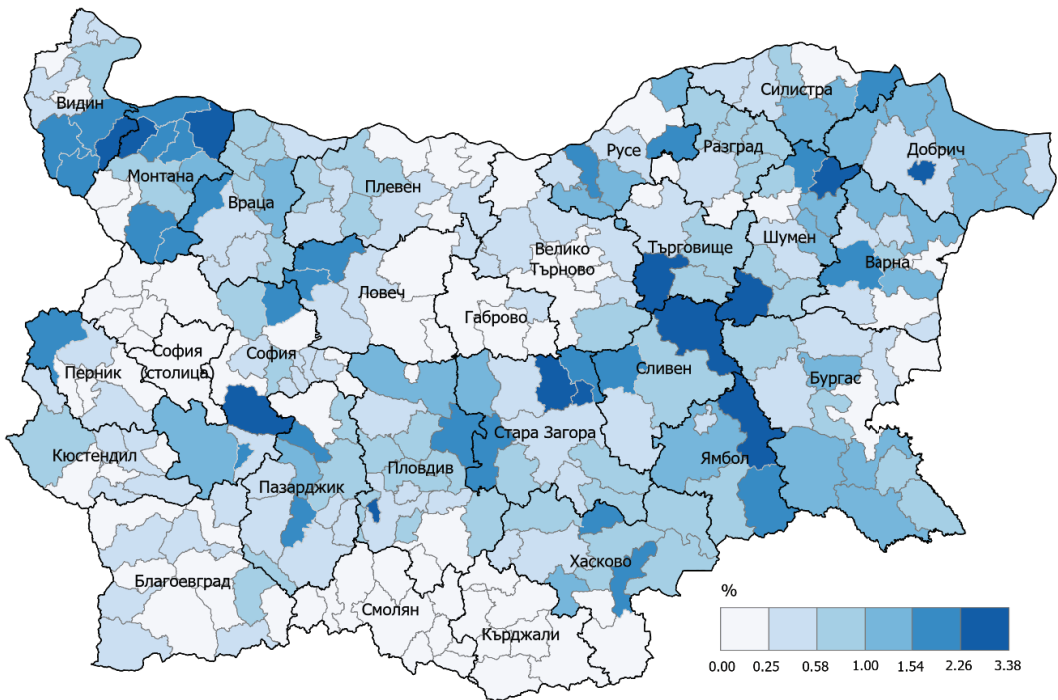 Видин
Монтана
Враца
Плевен
Русе
Силистра
Разград
Добрич
Велико
Търново
Търговище
Шумен
Варна
Ловеч
Габрово
София
(столица)
София
Перник
Сливен
Бургас
Стара Загора
Кюстендил
Пазарджик
Пловдив
Ямбол
Хасково
Благоевград
Смолян
Кърджали
%
0.00 0.25 0.58 1.00 1.54 2.26 3.38